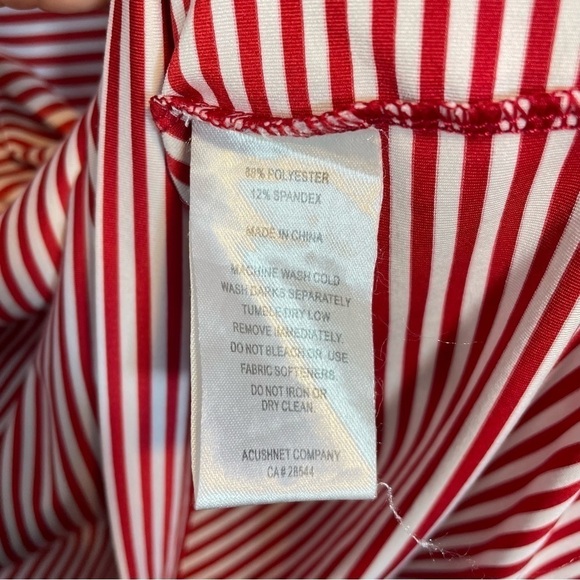 88% POLYESTER
12% SPANDEX
MADE IN CHINA
MACHINE WASH COLD
WASH DARKS SEPARATELY
TUMBLE DRY LOW
REMOVE IMMEDIATELY.
DO NOT BLEACH OR USE
FABRIC SOFTENERS.
DO NOT IRON OR
DRY CLEAN.
ACUSHNET COMPANY
CA# 28544